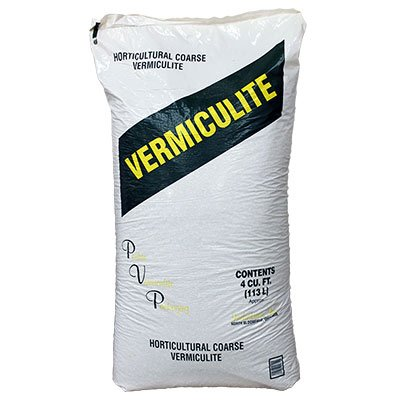 HORTICULTURAL COARSE
VERMICULITE
VERMICULITE
CONTENTS
4 CU. FT.
(113 L)
HORTICULTURAL COARSE
VERMICULITE